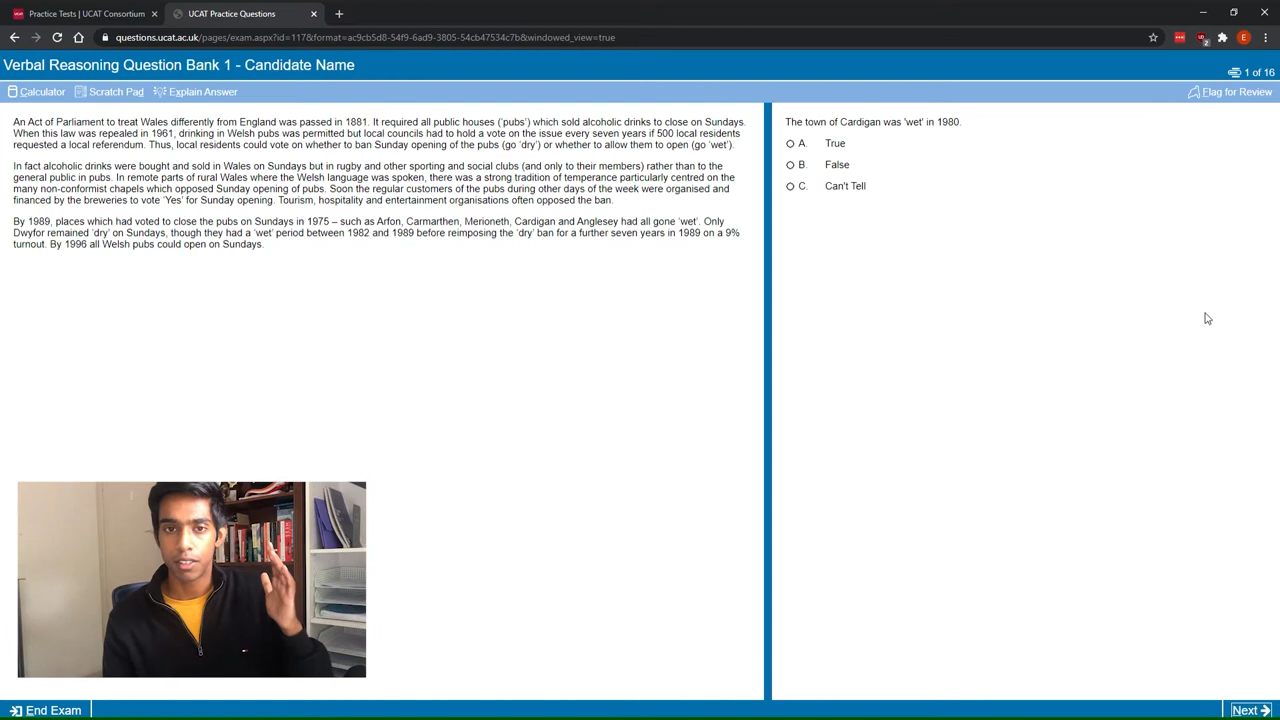 Practice Tests | UCAT Consortium
UCAT Practice Questions
questions.ucat.ac.uk/pages/exam.aspx?id=117&format=ac9cb5d8-54f9-6ad9-3805-54cb47534c7b&windowed_view=true
Verbal Reasoning Question Bank 1 - Candidate Name
1 of 16
Calculator Scratch Pad Explain Answer
Flag for Review
An Act of Parliament to treat Wales differently from England was passed in 1881. It required all public houses ('pubs') which sold alcoholic drinks to close on Sundays.
When this law was repealed in 1961, drinking in Welsh pubs was permitted but local councils had to hold a vote on the issue every seven years if 500 local residents
requested a local referendum. Thus, local residents could vote on whether to ban Sunday opening of the pubs (go 'dry') or whether to allow them to open (go 'wet').
In fact alcoholic drinks were bought and sold in Wales on Sundays but in rugby and other sporting and social clubs (and only to their members) rather than to the
general public in pubs. In remote parts of rural Wales where the Welsh language was spoken, there was a strong tradition of temperance particularly centred on the
many non-conformist chapels which opposed Sunday opening of pubs. Soon the regular customers of the pubs during other days of the week were organised and
financed by the breweries to vote 'Yes' for Sunday opening. Tourism, hospitality and entertainment organisations often opposed the ban.
By 1989, places which had voted to close the pubs on Sundays in 1975 – such as Arfon, Carmarthen, Merioneth, Cardigan and Anglesey had all gone 'wet'. Only
Dwyfor remained 'dry' on Sundays, though they had a 'wet' period between 1982 and 1989 before reimposing the 'dry' ban for a further seven years in 1989 on a 9%
turnout. By 1996 all Welsh pubs could open on Sundays.
The town of Cardigan was 'wet' in 1980.
A. True
B. False
C. Can't Tell
End Exam
Next